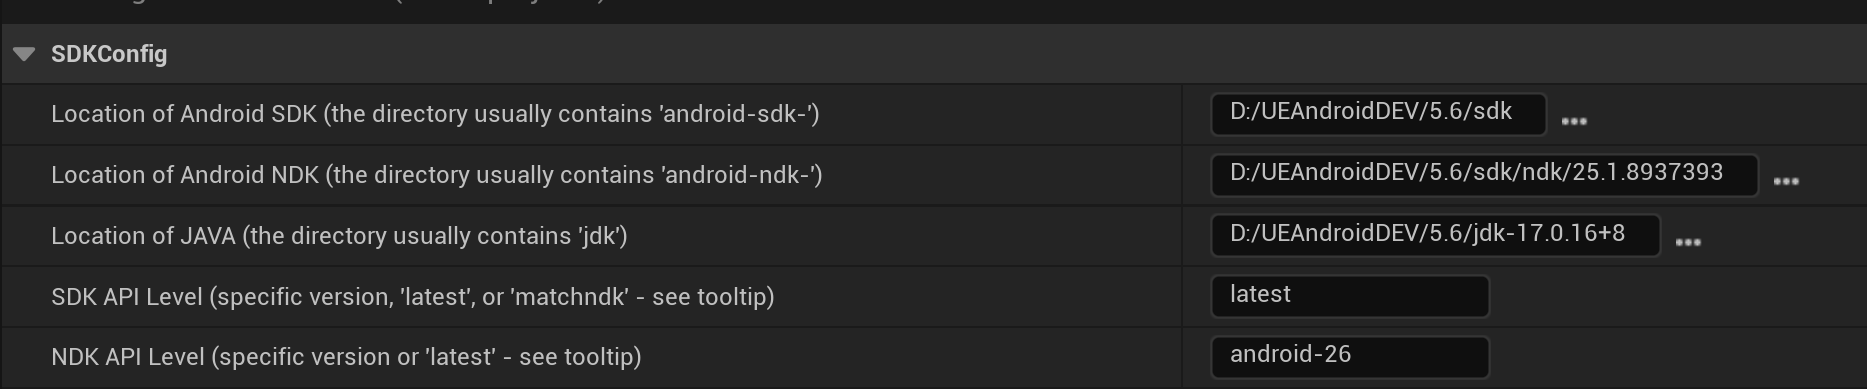 SDKConfig
Location of Android SDK (the directory usually contains 'android-sdk-') D:/UEAndroidDEV/5.6/sdk
Location of Android NDK (the directory usually contains 'android-ndk-') D:/UEAndroidDEV/5.6/sdk/ndk/25.1.8937393
Location of JAVA (the directory usually contains 'jdk') D:/UEAndroidDEV/5.6/jdk-17.0.16+8
SDK API Level (specific version, 'latest', or 'matchndk' - see tooltip) latest
NDK API Level (specific version or 'latest' - see tooltip) android-26